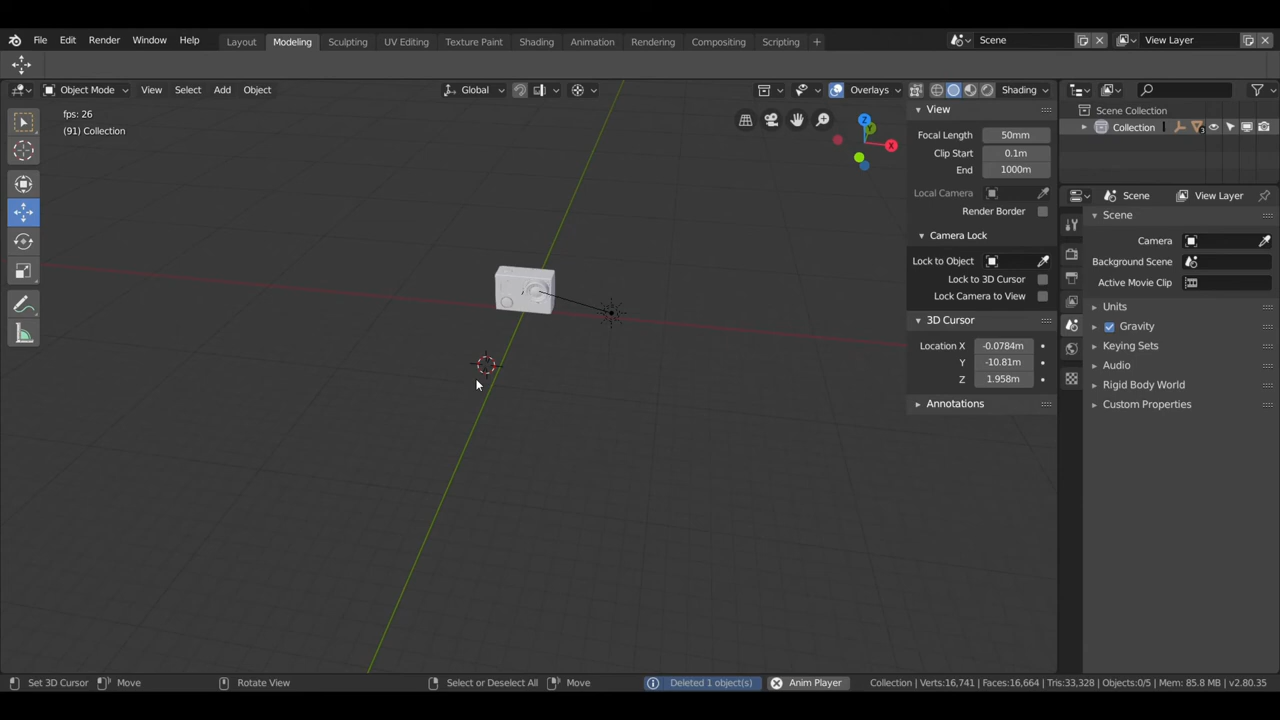 File Edit Render Window Help Layout Modeling Sculpting UV Editing Texture Paint Shading Animation Rendering Compositing Scripting + Scene View Layer
Object Mode View Select Add Object Global Overlays Shading
fps: 26
(91) Collection
Z
Y
X
View
Focal Length 50mm
Clip Start 0.1m
End 1000m
Local Camera
Render Border
Camera Lock
Lock to Object
Lock to 3D Cursor
Lock Camera to View
3D Cursor
Location X -0.0784m
Y -10.81m
Z 1.958m
Annotations
Scene Collection
Collection 3
Scene View Layer
Scene
Camera
Background Scene
Active Movie Clip
Units
Gravity
Keying Sets
Audio
Rigid Body World
Custom Properties
Set 3D Cursor Move Rotate View Select or Deselect All Move Deleted 1 object(s) Anim Player Collection | Verts:16,741 | Faces:16,664 | Tris:33,328 | Objects:0/5 | Mem: 85.8 MB | v2.80.35